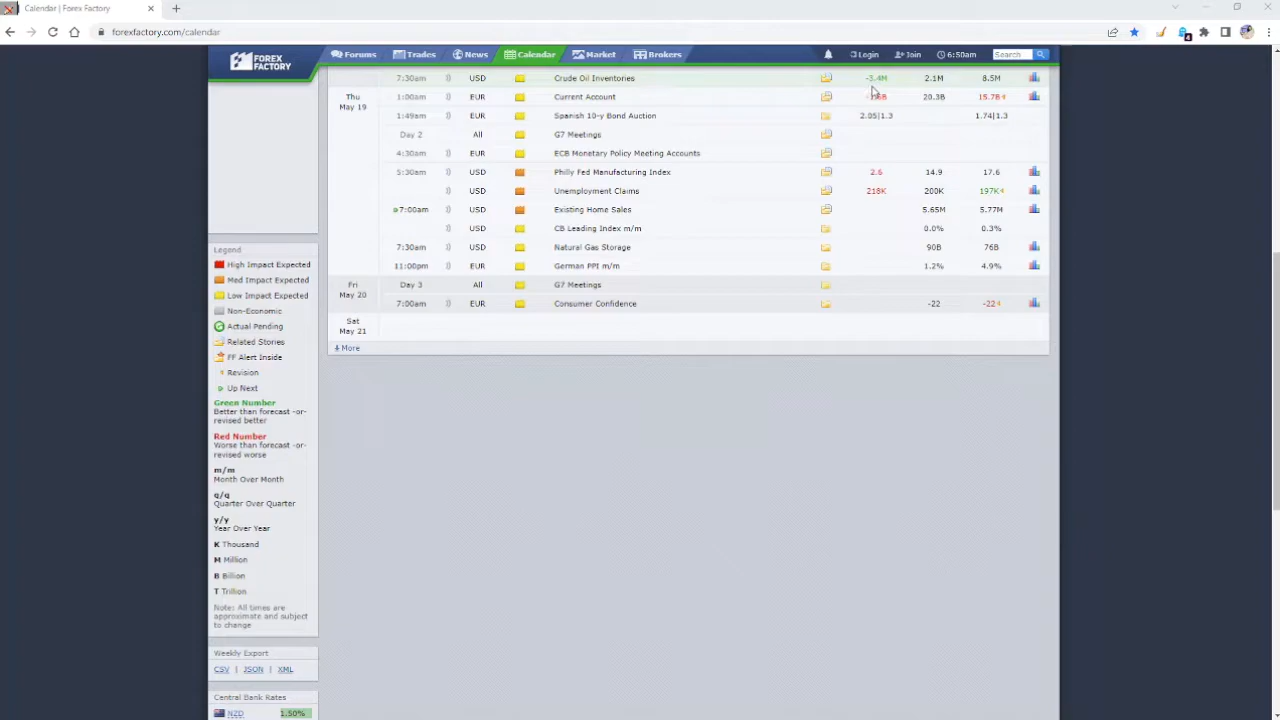 Calendar | Forex Factory
forexfactory.com/calendar
4
FOREX FACTORY
Forums Trades News Calendar Market Brokers Login Join 6:50am Search
7:30am USD Crude Oil Inventories -3.4M 2.1M 8.5M
Thu May 19 1:00am EUR Current Account 20.3B 15.7B
1:49am EUR Spanish 10-y Bond Auction 2.05|1.3 1.74|1.3
Day 2 All G7 Meetings
4:30am EUR ECB Monetary Policy Meeting Accounts
5:30am USD Philly Fed Manufacturing Index 2.6 14.9 17.6
USD Unemployment Claims 218K 200K 197K
7:00am USD Existing Home Sales 5.65M 5.77M
USD CB Leading Index m/m 0.0% 0.3%
7:30am USD Natural Gas Storage 90B 76B
11:00pm EUR German PPI m/m 1.2% 4.9%
Fri May 20 Day 3 All G7 Meetings
7:00am EUR Consumer Confidence -22 -22
Sat
May 21
More
Legend
High Impact Expected
Med Impact Expected
Low Impact Expected
Non-Economic
Actual Pending
Related Stories
FF Alert Inside
Revision
Up Next
Green Number
Better than forecast -or-
revised better
Red Number
Worse than forecast -or-
revised worse
m/m
Month Over Month
q/q
Quarter Over Quarter
y/y
Year Over Year
K Thousand
M Million
B Billion
T Trillion
Note: All times are
approximate and subject
to change
Weekly Export
CSV | JSON | XML
Central Bank Rates
NZD 1.50%